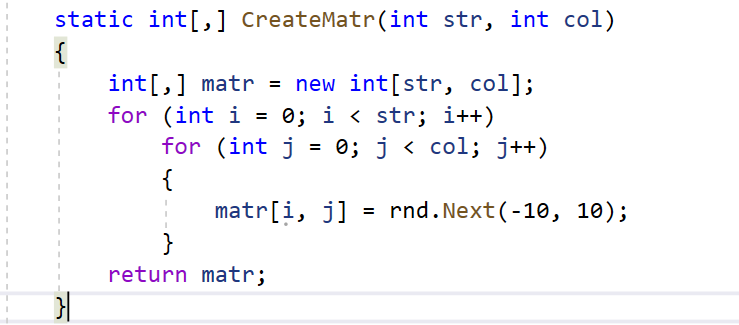 static int[,] CreateMatr(int str, int col)
{
int[,] matr = new int[str, col];
for (int i = 0; i < str; i++)
for (int j = 0; j < col; j++)
{
matr[i, j] = rnd.Next(-10, 10);
}
return matr;
}